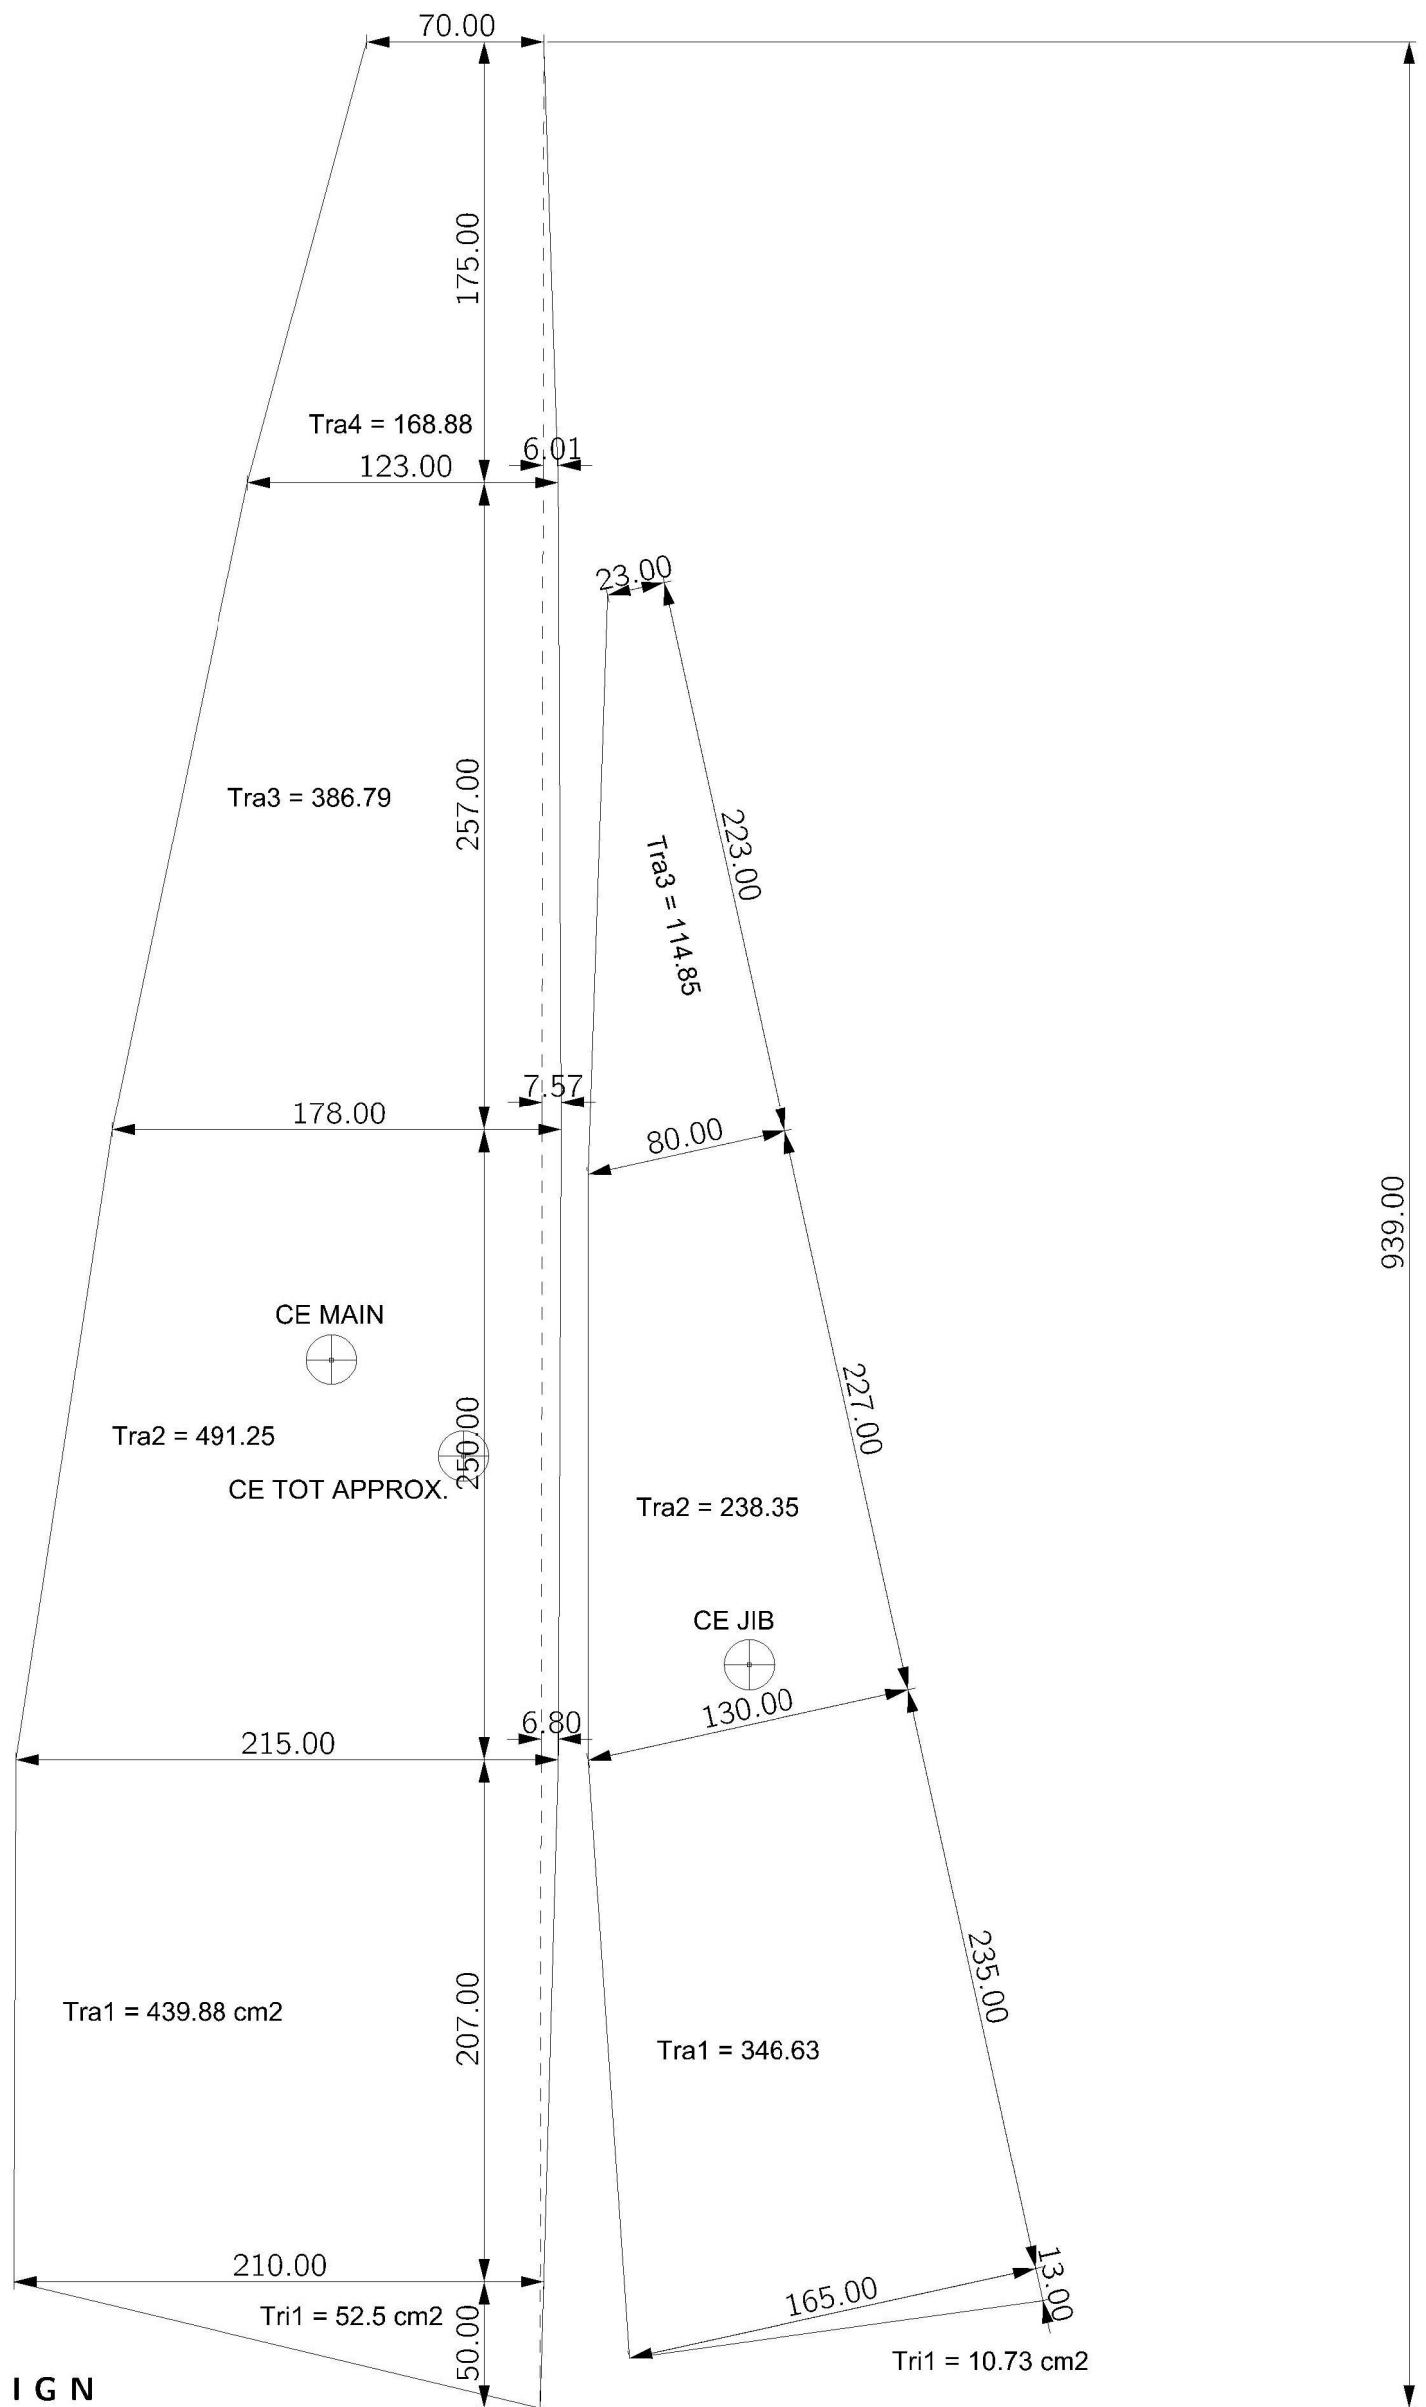 70.00
175.00
Tra4 = 168.88
6.01
123.00
23.00
257.00
Tra3 = 386.79
223.00
Tra3 = 114.85
7.57
178.00
80.00
939.00
CE MAIN
227.00
250.00
Tra2 = 491.25
CE TOT APPROX.
Tra2 = 238.35
CE JIB
130.00
6.80
215.00
235.00
207.00
Tra1 = 439.88 cm2
Tra1 = 346.63
210.00
13.00
165.00
Tri1 = 52.5 cm2
50.00
Tri1 = 10.73 cm2
I G N